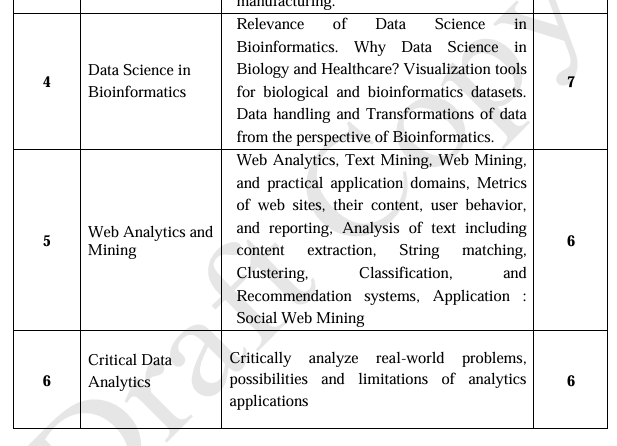 manufacturing.
4
Data Science in
Bioinformatics
Relevance of Data Science in
Bioinformatics. Why Data Science in
Biology and Healthcare? Visualization tools
for biological and bioinformatics datasets.
Data handling and Transformations of data
from the perspective of Bioinformatics.
7
5
Web Analytics and
Mining
Web Analytics, Text Mining, Web Mining,
and practical application domains, Metrics
of web sites, their content, user behavior,
and reporting, Analysis of text including
content extraction, String matching,
Clustering, Classification, and
Recommendation systems, Application :
Social Web Mining
6
6
Critical Data
Analytics
Critically analyze real-world problems,
possibilities and limitations of analytics
applications
6
Draft Copy